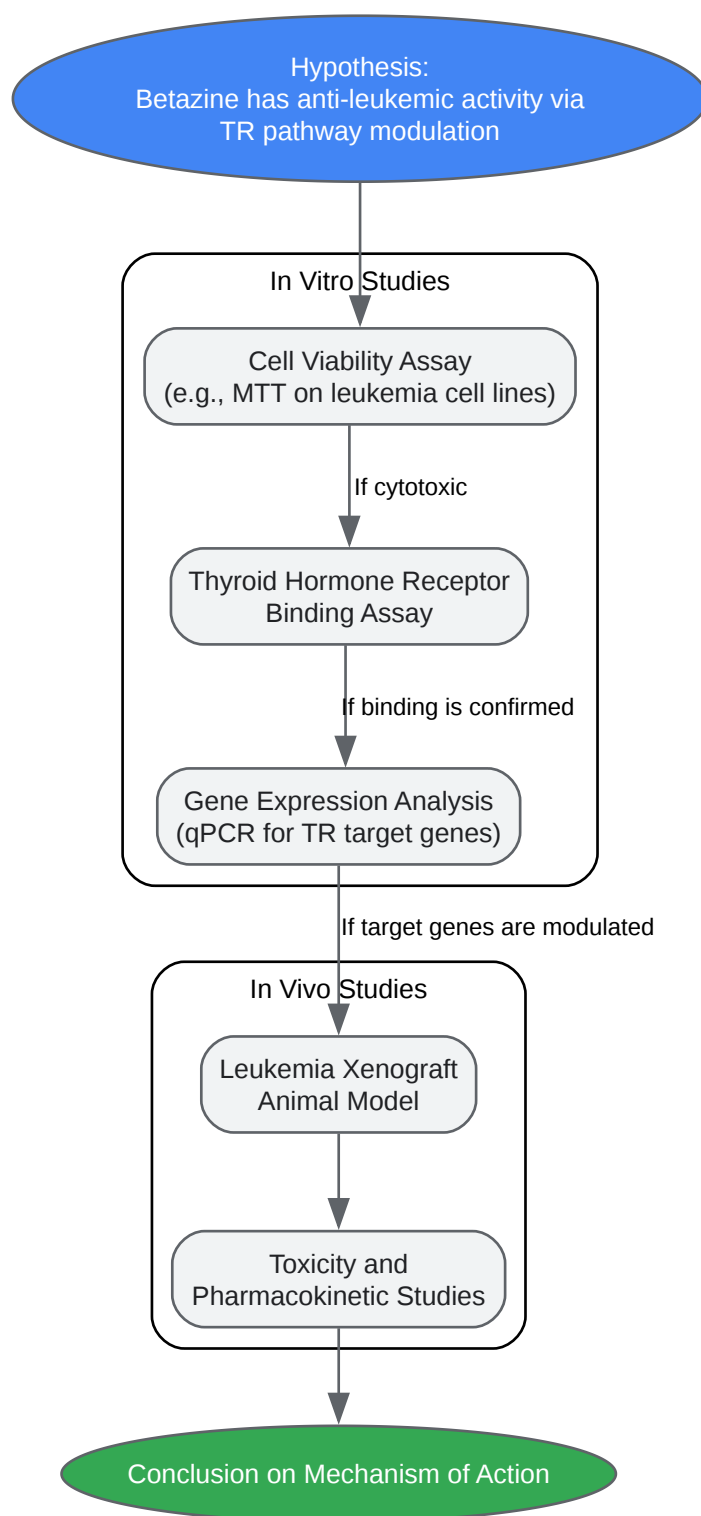 Hypothesis:
Betazine has anti-leukemic activity via
TR pathway modulation
In Vitro Studies
Cell Viability Assay
(e.g., MTT on leukemia cell lines)
If cytotoxic
Thyroid Hormone Receptor
Binding Assay
If binding is confirmed
Gene Expression Analysis
(qPCR for TR target genes)
If target genes are modulated
In Vivo Studies
Leukemia Xenograft
Animal Model
Toxicity and
Pharmacokinetic Studies
Conclusion on Mechanism of Action